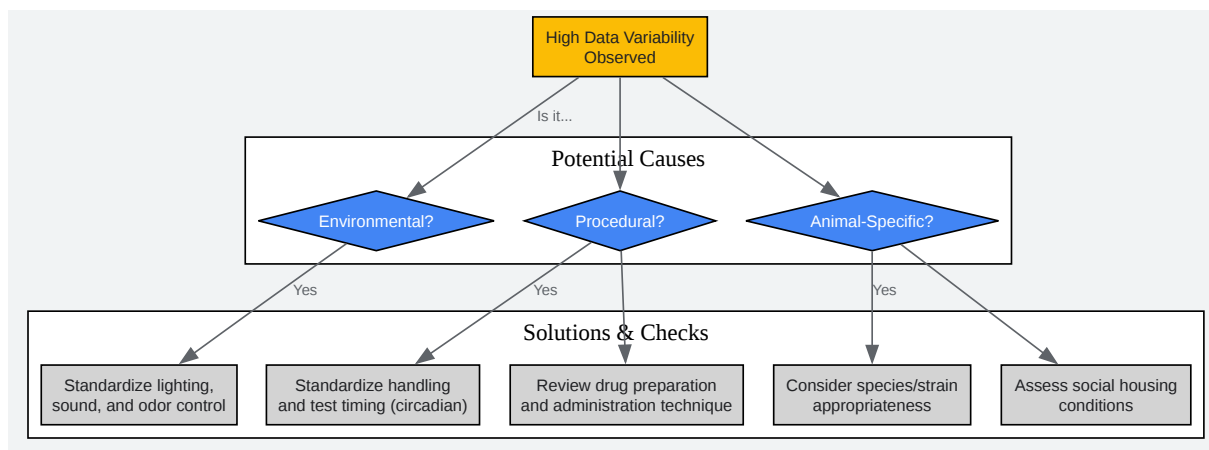 High Data Variability
Observed
Is it...
Potential Causes
Environmental?
Procedural?
Animal-Specific?
Yes
Yes
Yes
Solutions & Checks
Standardize lighting,
sound, and odor control
Standardize handling
and test timing (circadian)
Review drug preparation
and administration technique
Consider species/strain
appropriateness
Assess social housing
conditions